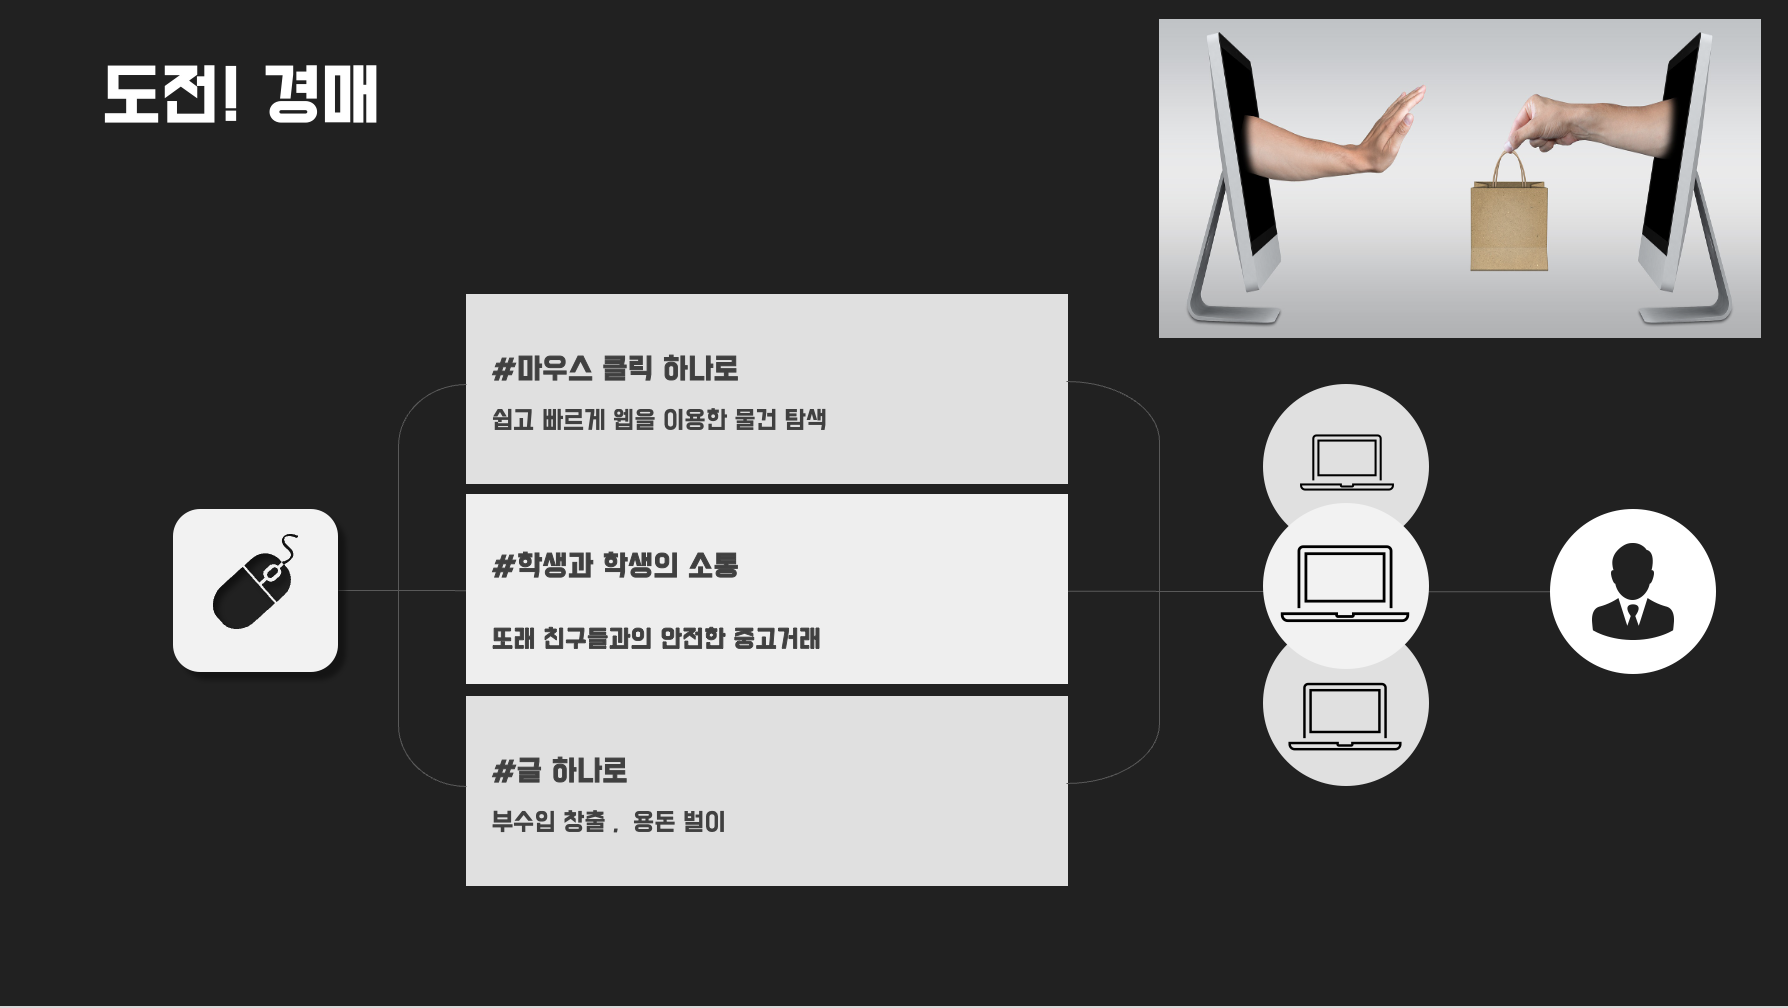 도전! 경매
#마우스 클릭 하나로
쉽고 빠르게 웹을 이용한 물건 탐색
#학생과 학생의 소통
또래 친구들과의 안전한 중고거래
#글 하나로
부수입 창출 , 용돈 벌이